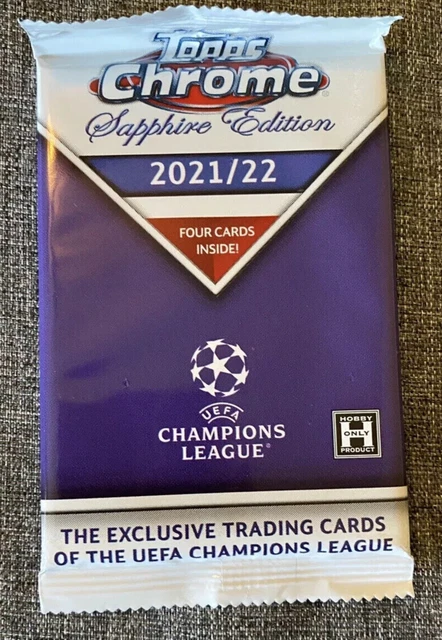 Topps
Chrome
Sapphire Edition
2021/22
FOUR CARDS
INSIDE!
UEFA
CHAMPIONS
LEAGUE®
HOBBY
H ONLY
PRODUCT
THE EXCLUSIVE TRADING CARDS
OF THE UEFA CHAMPIONS LEAGUE